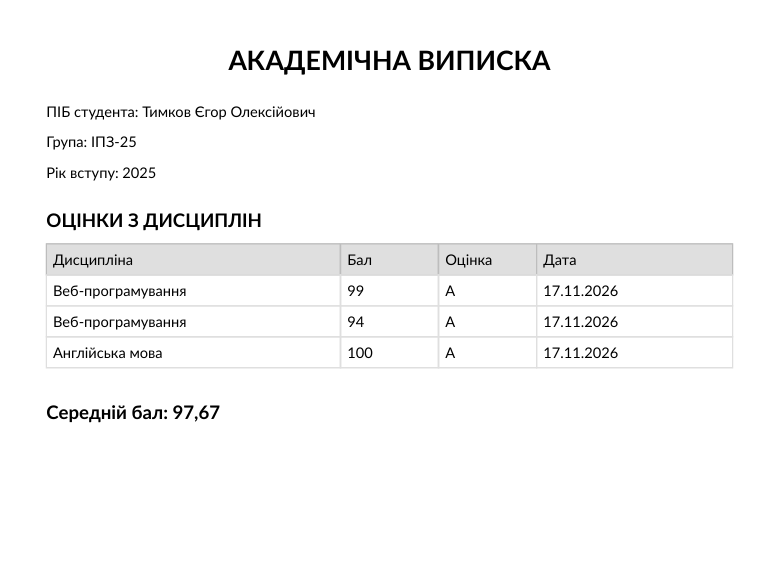 АКАДЕМІЧНА ВИПИСКА
ПІБ студента: Тимков Єгор Олексійович
Група: ІПЗ-25
Рік вступу: 2025
ОЦІНКИ З ДИСЦИПЛІН
Дисципліна Бал Оцінка Дата
Веб-програмування 99 A 17.11.2026
Веб-програмування 94 A 17.11.2026
Англійська мова 100 A 17.11.2026
Середній бал: 97,67